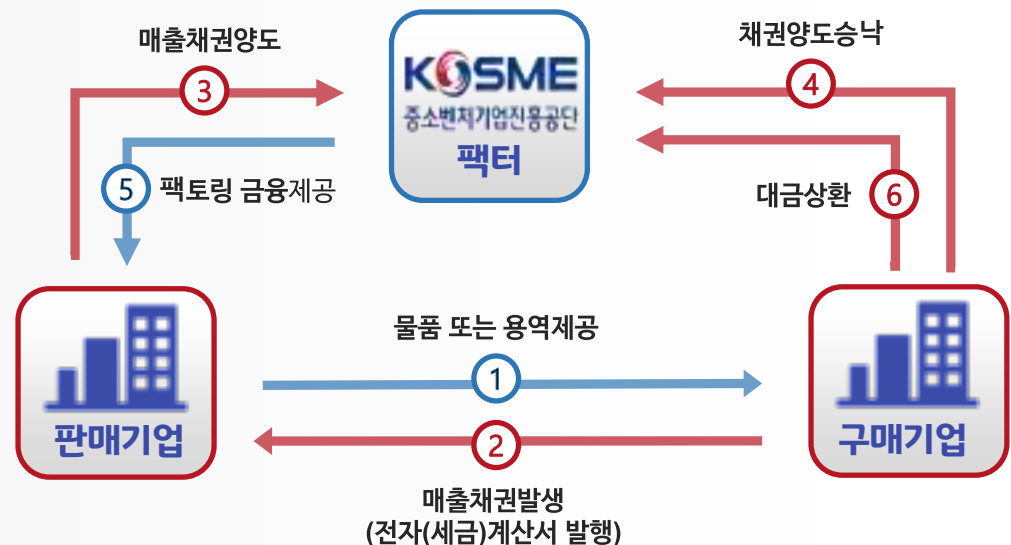 매출채권양도
3
KOSME
중소벤처기업진흥공단
팩터
채권양도승낙
4
5
팩토링 금융제공
대금상환
6
물품 또는 용역제공
1
판매기업
2
구매기업
매출채권발생
(전자(세금)계산서 발행)